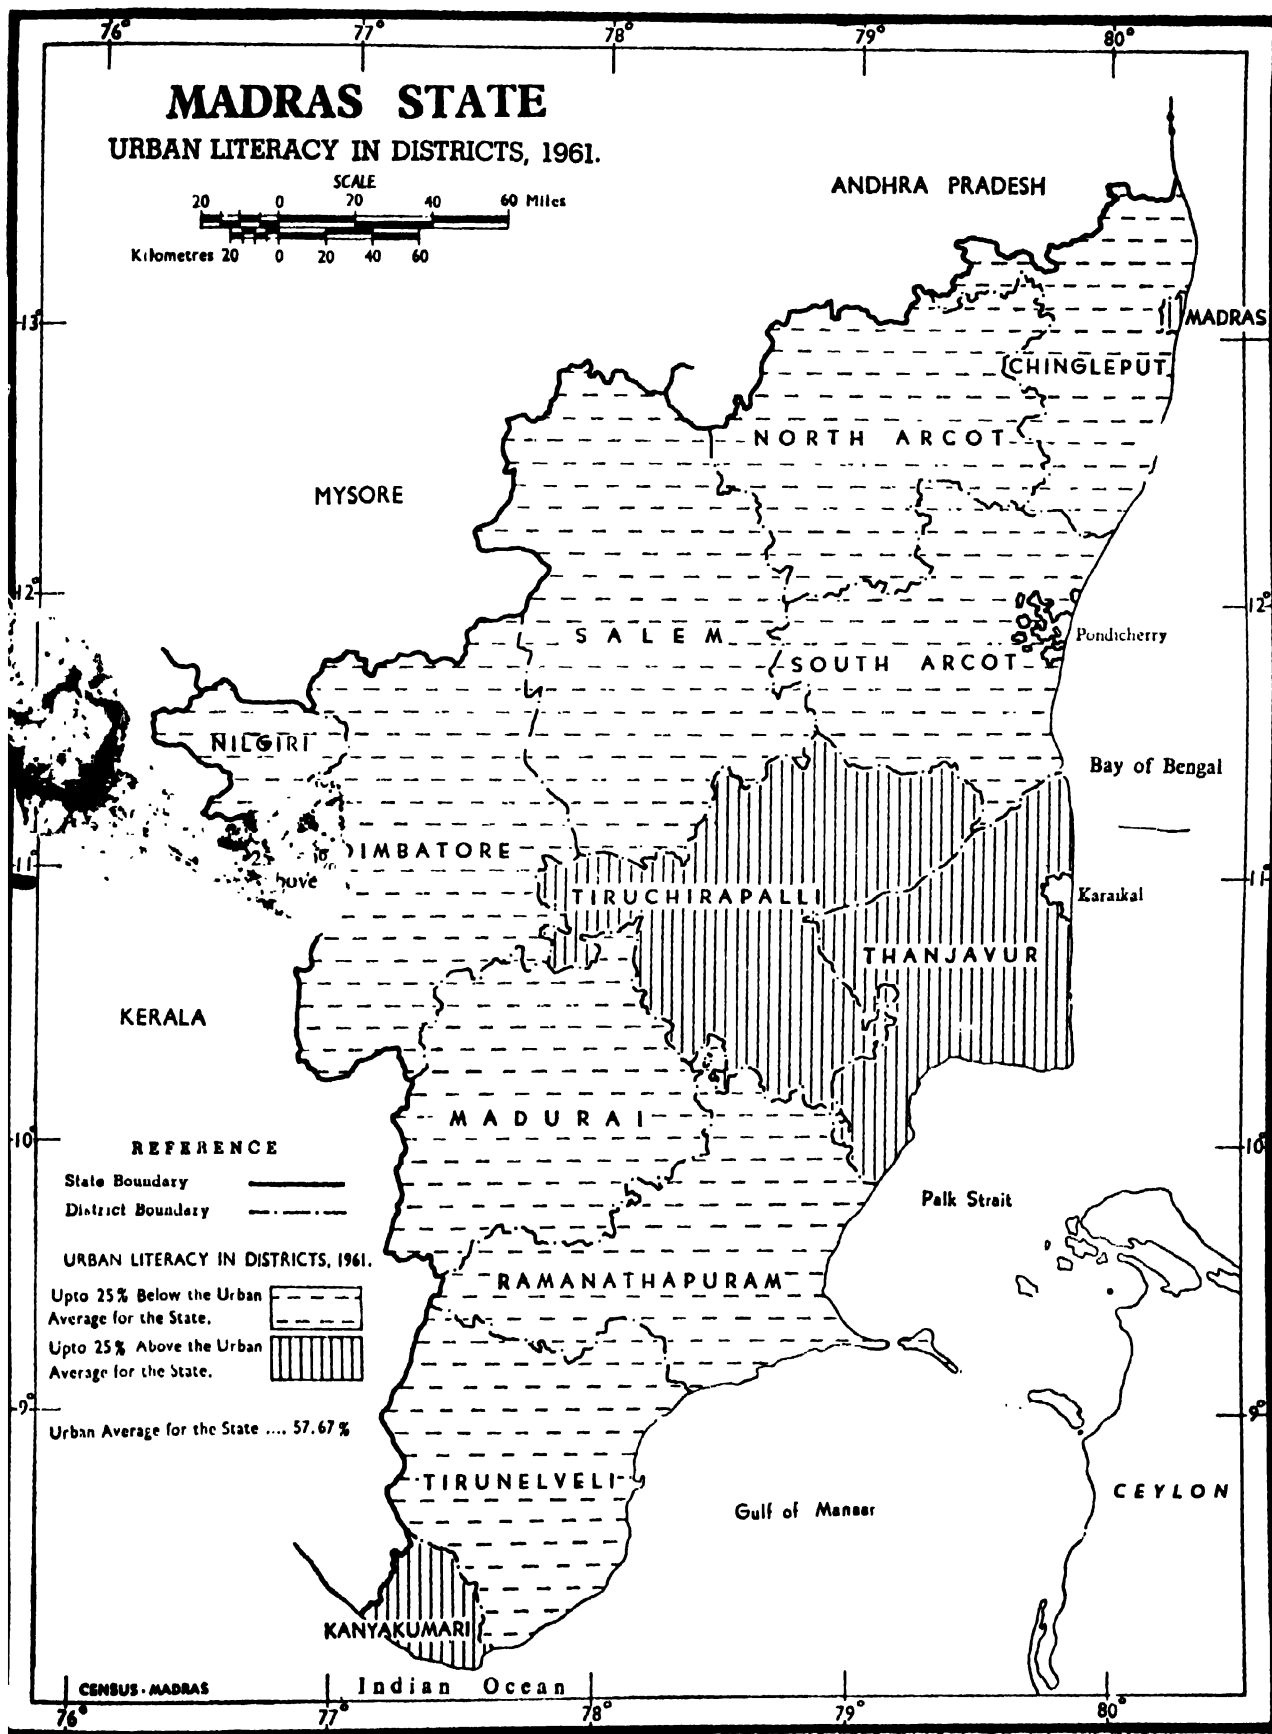 76° 77° 78° 79° 80°
MADRAS STATE
URBAN LITERACY IN DISTRICTS, 1961.
SCALE
20 0 20 40 60 Miles
Kilometres 20 0 20 40 60
ANDHRA PRADESH
13°
MADRAS
CHINGLEPUT
NORTH ARCOT
MYSORE
12° 12°
SALEM
Pondicherry
SOUTH ARCOT
NILGIRI
Bay of Bengal
IMBATORE
11° 11°
TIRUCHIRAPALLI
Karaikal
THANJAVUR
KERALA
MADURAI
10° 10°
REFERENCE
State Boundary
District Boundary
Palk Strait
URBAN LITERACY IN DISTRICTS, 1961.
RAMANATHAPURAM
Upto 25% Below the Urban
Average for the State.
Upto 25% Above the Urban
Average for the State.
9° 9°
Urban Average for the State .... 57.67%
TIRUNELVELI
CEYLON
Gulf of Manaar
KANYAKUMARI
CENSUS·MADRAS
Indian Ocean
76° 77° 78° 79° 80°